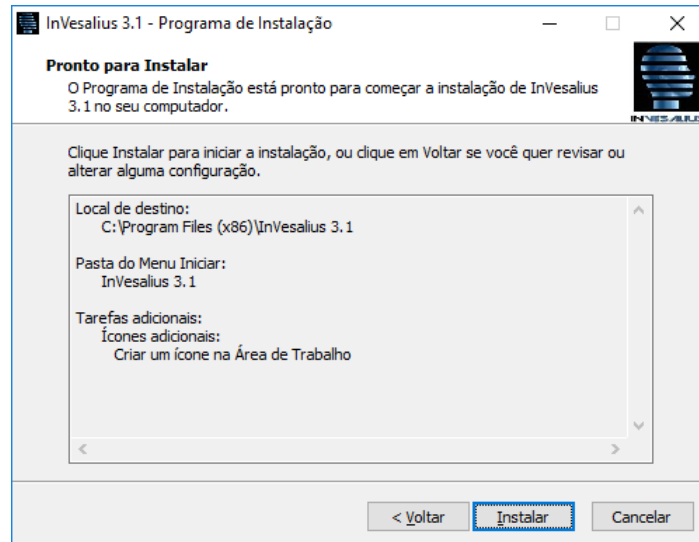 InVesalius 3.1 - Programa de Instalação
Pronto para Instalar
O Programa de Instalação está pronto para começar a instalação de InVesalius
3.1 no seu computador.
INVESALIUS
Clique Instalar para iniciar a instalação, ou clique em Voltar se você quer revisar ou
alterar alguma configuração.
Local de destino:
C:\Program Files (x86)\InVesalius 3.1
Pasta do Menu Iniciar:
InVesalius 3.1
Tarefas adicionais:
Ícones adicionais:
Criar um ícone na Área de Trabalho
< Voltar
Instalar
Cancelar